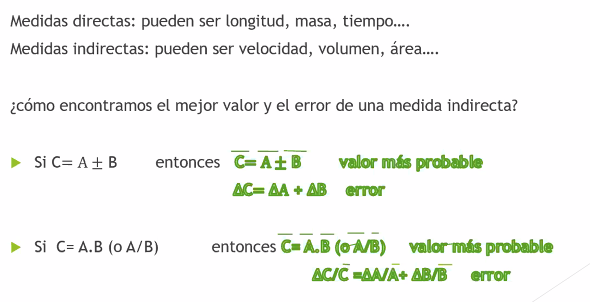 Medidas directas: pueden ser longitud, masa, tiempo....
Medidas indirectas: pueden ser velocidad, volumen, área....
¿cómo encontramos el mejor valor y el error de una medida indirecta?
Si C= A ± B entonces C̅= A̅ ± B̅ valor más probable
ΔC= ΔA + ΔB error
Si C= A.B (o A/B) entonces C̅= A̅.B̅ (o A̅/B̅) valor más probable
ΔC/C̅ =ΔA/A̅+ ΔB/B̅ error